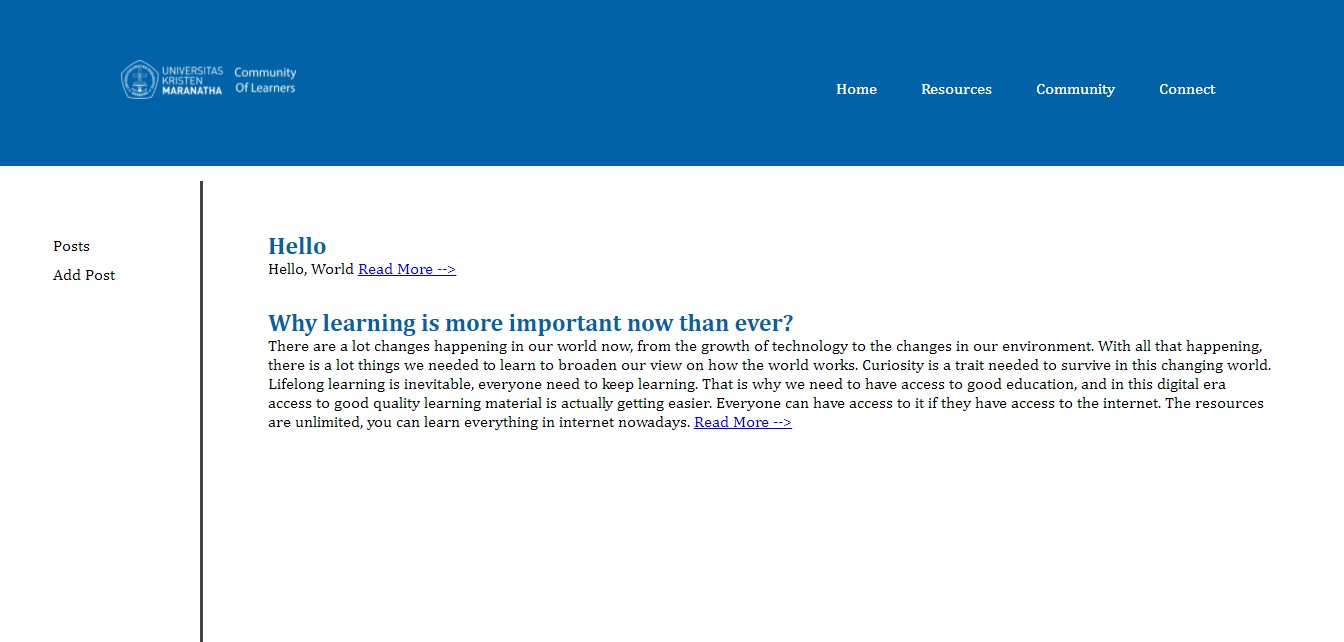 UNIVERSITAS
KRISTEN
MARANATHA
Community
Of Learners
Home Resources Community Connect
Posts
Add Post
Hello
Hello, World Read More -->
Why learning is more important now than ever?
There are a lot changes happening in our world now, from the growth of technology to the changes in our environment. With all that happening,
there is a lot things we needed to learn to broaden our view on how the world works. Curiosity is a trait needed to survive in this changing world.
Lifelong learning is inevitable, everyone need to keep learning. That is why we need to have access to good education, and in this digital era
access to good quality learning material is actually getting easier. Everyone can have access to it if they have access to the internet. The resources
are unlimited, you can learn everything in internet nowadays. Read More -->